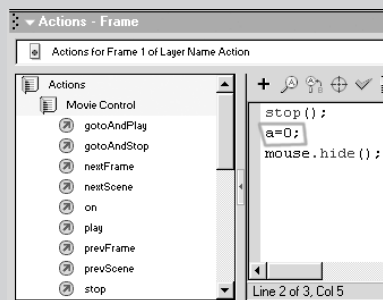 Actions - Frame
Actions for Frame 1 of Layer Name Action
Actions
Movie Control
gotoAndPlay
gotoAndStop
nextFrame
nextScene
on
play
prevFrame
prevScene
stop
stop();
a=0;
mouse.hide();
Line 2 of 3, Col 5